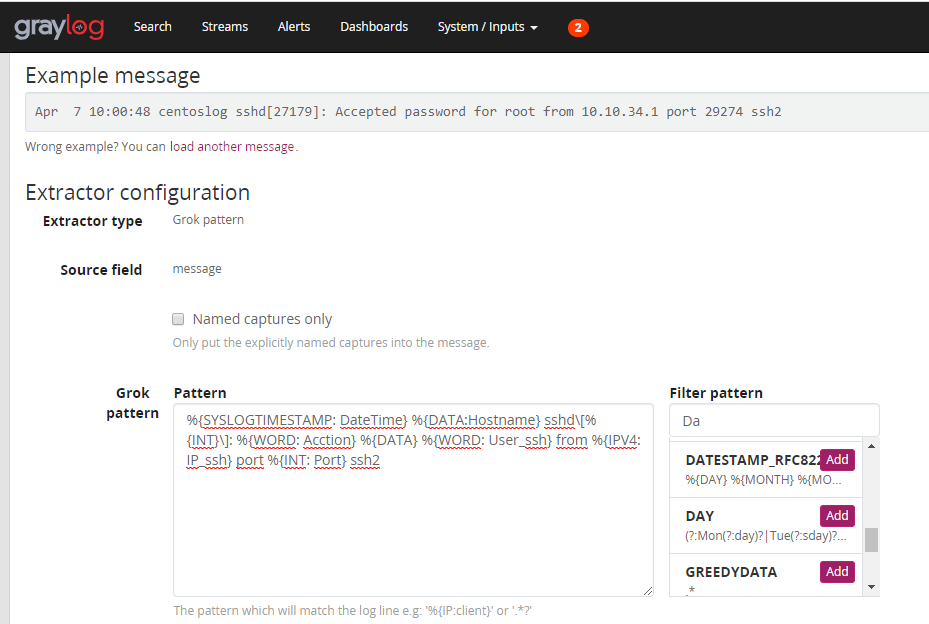 graylog Search Streams Alerts Dashboards System / Inputs 2
Example message
Apr  7 10:00:48 centoslog sshd[27179]: Accepted password for root from 10.10.34.1 port 29274 ssh2
Wrong example? You can load another message.
Extractor configuration
Extractor type Grok pattern
Source field message
Named captures only
Only put the explicitly named captures into the message.
Grok pattern
Pattern
%{SYSLOGTIMESTAMP: DateTime} %{DATA:Hostname} sshd\[%
{INT}\]: %{WORD: Acction} %{DATA} %{WORD: User_ssh} from %{IPV4:
IP_ssh} port %{INT: Port} ssh2
The pattern which will match the log line e.g: '%{IP:client}' or '.*?'
Filter pattern
Da
DATESTAMP_RFC822 Add
%{DAY} %{MONTH} %{MO...
DAY Add
(?:Mon(?:day)?|Tue(?:sday)?...
GREEDYDATA Add
.*